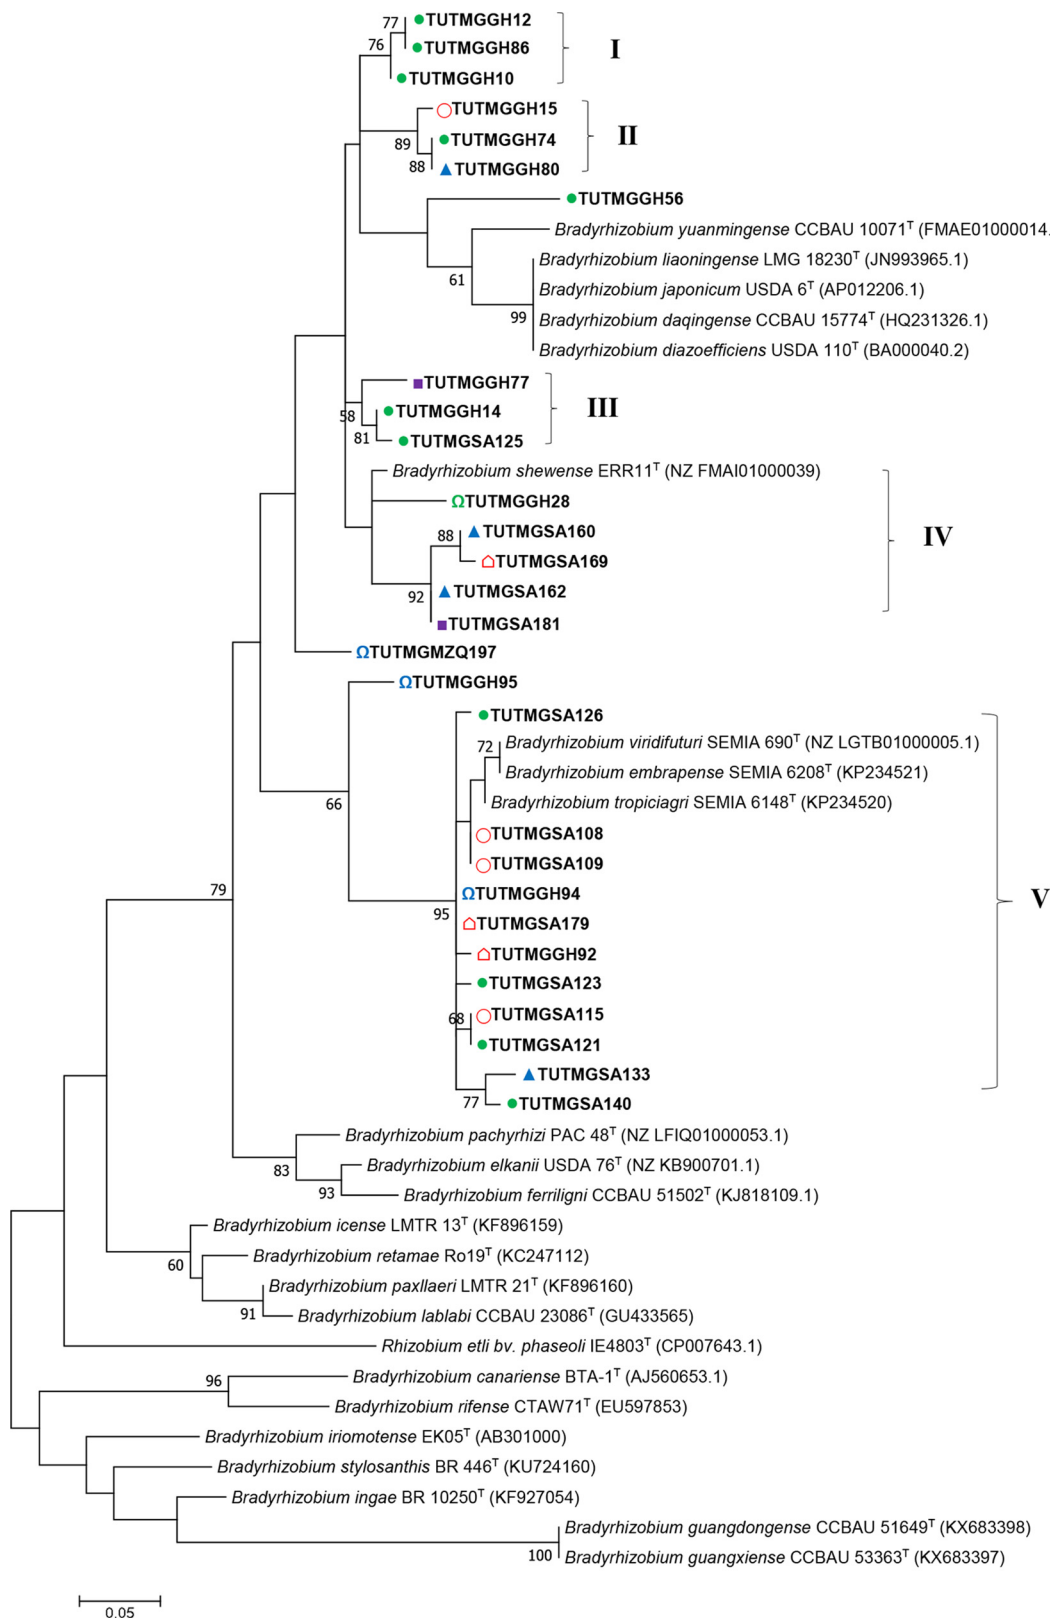 77
TUTMGGH12
76
TUTMGGH86
TUTMGGH10
I
TUTMGGH15
89
TUTMGGH74
88
TUTMGGH80
II
TUTMGGH56
Bradyrhizobium yuanmingense CCBAU 10071T (FMAE01000014.
Bradyrhizobium liaoningense LMG 18230T (JN993965.1)
61
Bradyrhizobium japonicum USDA 6T (AP012206.1)
99
Bradyrhizobium daqingense CCBAU 15774T (HQ231326.1)
Bradyrhizobium diazoefficiens USDA 110T (BA000040.2)
TUTMGGH77
58
TUTMGGH14
81
TUTMGSA125
III
Bradyrhizobium shewense ERR11T (NZ FMAI01000039)
ΩTUTMGGH28
88
TUTMGSA160
TUTMGSA169
92
TUTMGSA162
TUTMGSA181
IV
ΩTUTMGMZQ197
ΩTUTMGGH95
66
TUTMGSA126
72
Bradyrhizobium viridifuturi SEMIA 690T (NZ LGTB01000005.1)
Bradyrhizobium embrapense SEMIA 6208T (KP234521)
Bradyrhizobium tropiciagri SEMIA 6148T (KP234520)
TUTMGSA108
TUTMGSA109
79
95
ΩTUTMGGH94
TUTMGSA179
TUTMGGH92
TUTMGSA123
68
TUTMGSA115
TUTMGSA121
TUTMGSA133
77
TUTMGSA140
V
Bradyrhizobium pachyrhizi PAC 48T (NZ LFIQ01000053.1)
83
Bradyrhizobium elkanii USDA 76T (NZ KB900701.1)
93
Bradyrhizobium ferriligni CCBAU 51502T (KJ818109.1)
Bradyrhizobium icense LMTR 13T (KF896159)
60
Bradyrhizobium retamae Ro19T (KC247112)
Bradyrhizobium paxllaeri LMTR 21T (KF896160)
91
Bradyrhizobium lablabi CCBAU 23086T (GU433565)
Rhizobium etli bv. phaseoli IE4803T (CP007643.1)
96
Bradyrhizobium canariense BTA-1T (AJ560653.1)
Bradyrhizobium rifense CTAW71T (EU597853)
Bradyrhizobium iriomotense EK05T (AB301000)
Bradyrhizobium stylosanthis BR 446T (KU724160)
Bradyrhizobium ingae BR 10250T (KF927054)
Bradyrhizobium guangdongense CCBAU 51649T (KX683398)
100
Bradyrhizobium guangxiense CCBAU 53363T (KX683397)
0.05